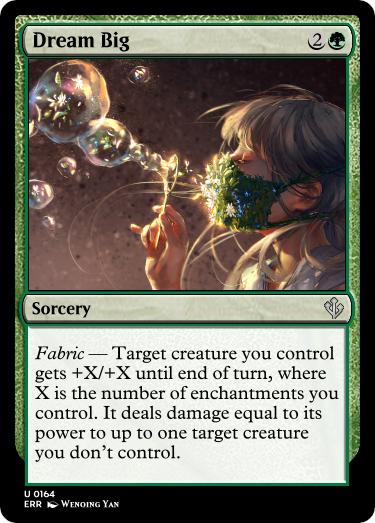 Dream Big 2
Sorcery
Fabric — Target creature you control
gets +X/+X until end of turn, where
X is the number of enchantments you
control. It deals damage equal to its
power to up to one target creature
you don't control.
U 0164
ERR Wenqing Yan